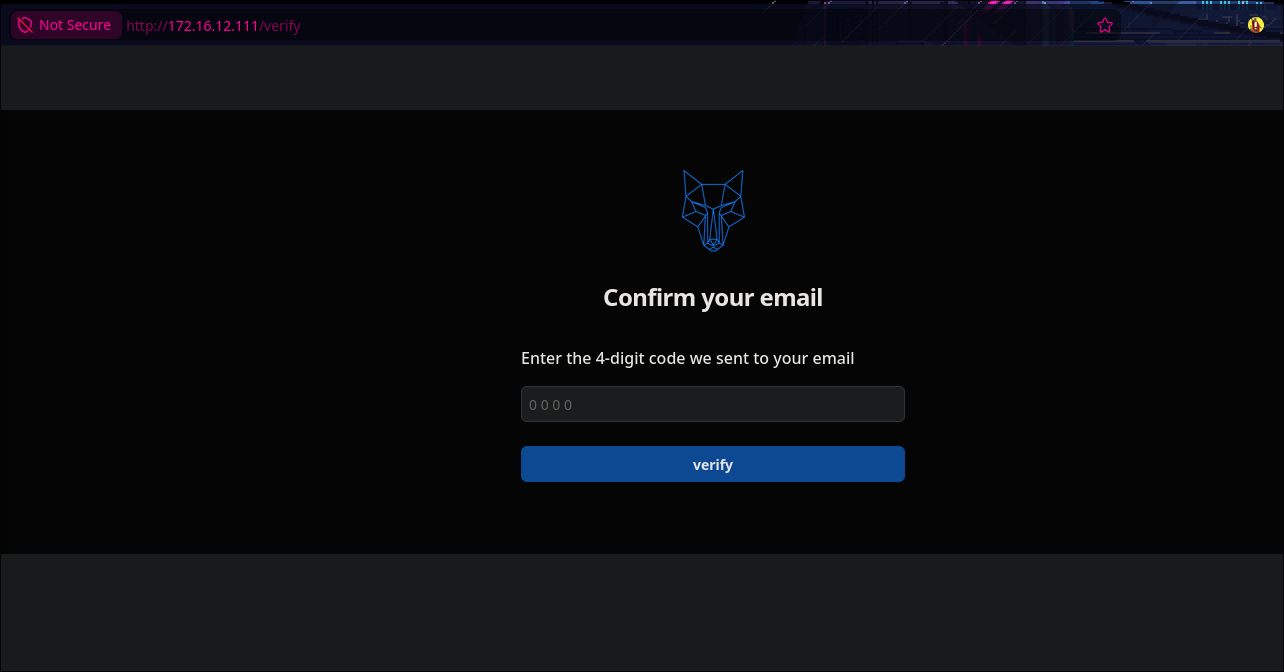 Not Secure http://172.16.12.111/verify
Confirm your email
Enter the 4-digit code we sent to your email
0 0 0 0
verify